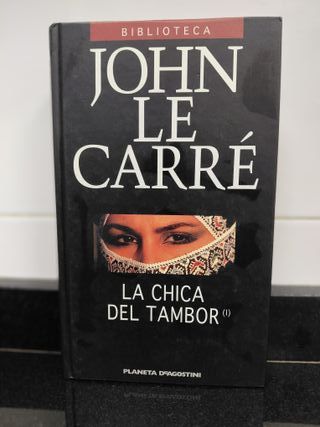 BIBLIOTECA
JOHN
LE
CARRÉ
LA CHICA
DEL TAMBOR (I)
PLANETA DEAGOSTINI